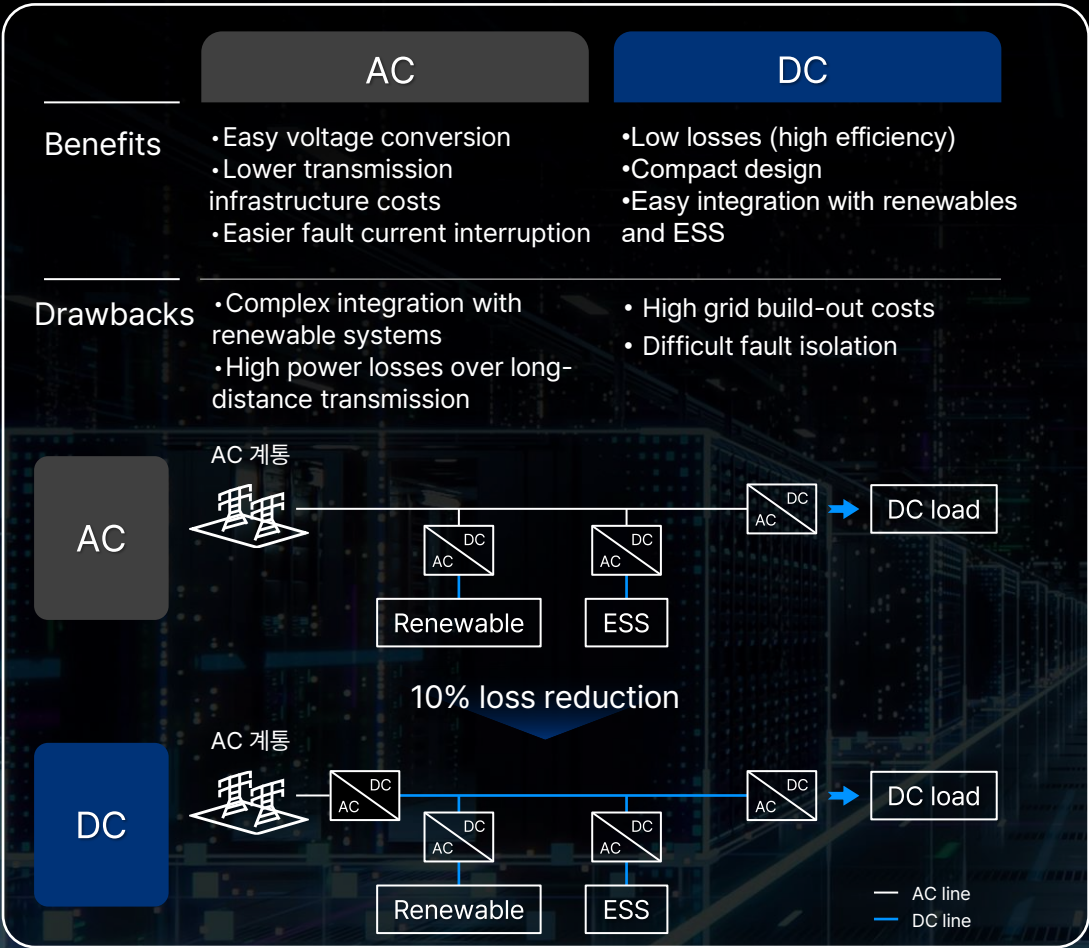 AC
DC
Benefits
•Easy voltage conversion
•Lower transmission
infrastructure costs
•Easier fault current interruption
•Low losses (high efficiency)
•Compact design
•Easy integration with renewables
and ESS
Drawbacks
•Complex integration with
renewable systems
•High power losses over long-
distance transmission
• High grid build-out costs
• Difficult fault isolation
AC
AC 계통
DC
AC
DC load
DC
AC
DC
AC
Renewable
ESS
10% loss reduction
DC
AC 계통
DC
AC
DC
AC
DC load
DC
AC
DC
AC
Renewable
ESS
AC line
DC line